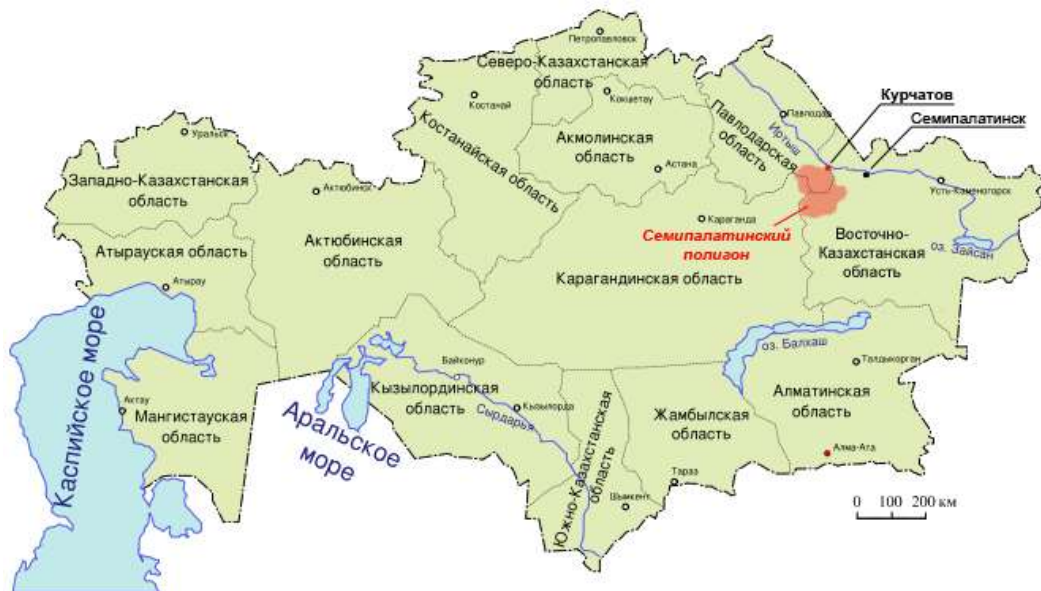 Петропавловск
Северо-Казахстанская
область
Костанай
Кокшетау
Костанайская область
Акмолинская
область
Астана
Павлодар
Иртыш
Павлодарская
область
Курчатов
Семипалатинск
Усть-Каменогорск
Уральск
Западно-Казахстанская
область
Актюбинск
Актюбинская
область
Караганда
Семипалатинский
полигон
Карагандинская область
Восточно-
Казахстанская
область
оз. Зайсан
Атырауская область
Атырау
Каспийское море
Актау
Мангистауская
область
Аральское
море
Байконур
Кызылординская
область
Кызылорда
Сырдарья
Южно-Казахстанская
область
Шымкент
Жамбылская
область
Тараз
оз. Балхаш
Талдыкорган
Алматинская
область
Алма-Ата
0 100 200 км